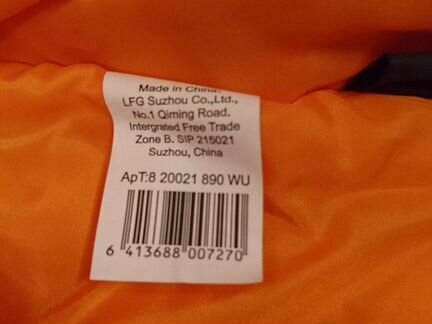 Made in China.
LFG Suzhou Co.,Ltd.,
No.1 Qiming Road.
Intergrated Free Trade
Zone B. SIP 215021
Suzhou, China
ApT:8 20021 890 WU
6 413688 007270